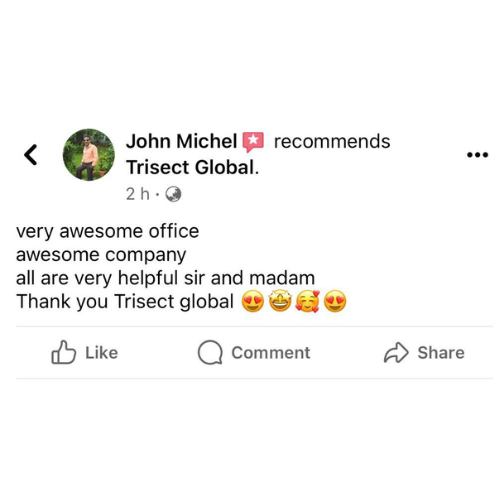 John Michel recommends
Trisect Global.
2 h ·
very awesome office
awesome company
all are very helpful sir and madam
Thank you Trisect global 😍🤩🥰😍
Like
Comment
Share